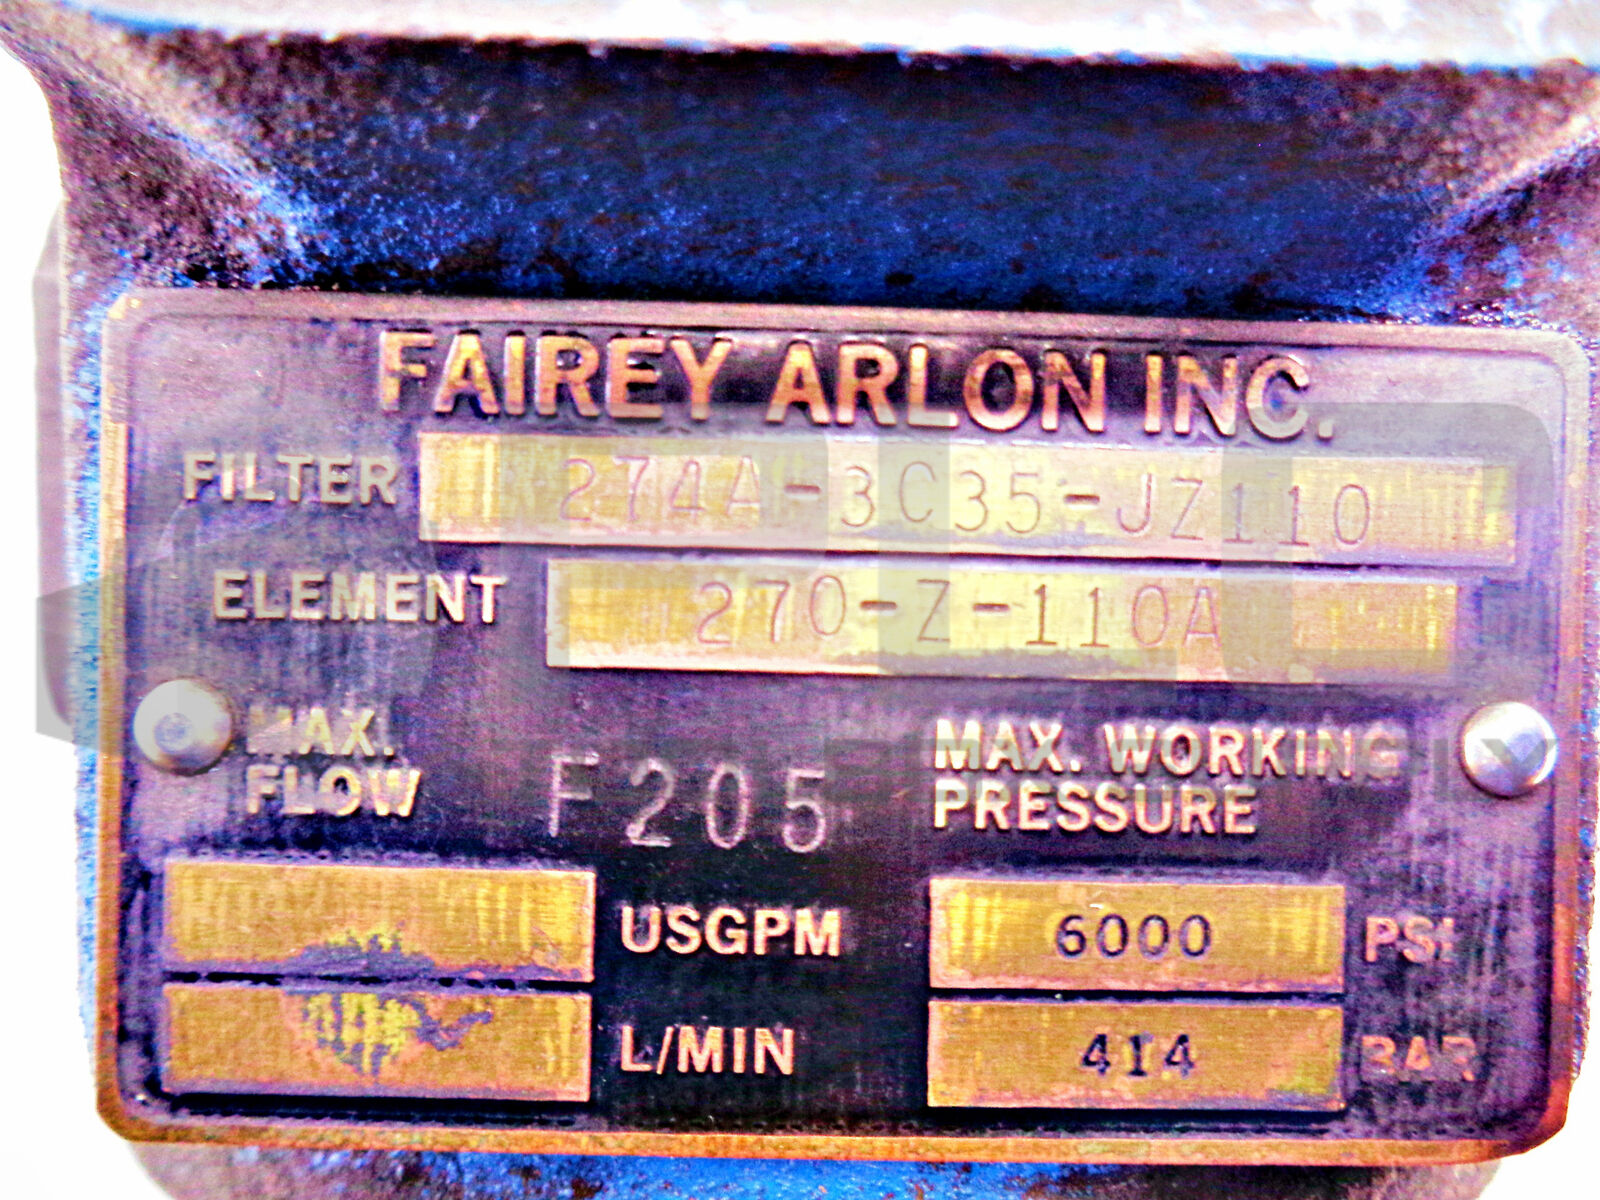 FAIREY ARLON INC.
FILTER 274A-3C35-JZ110
ELEMENT 270-Z-110A
MAX. FLOW F205 MAX. WORKING PRESSURE
USGPM 6000 PSI
L/MIN 414 BAR